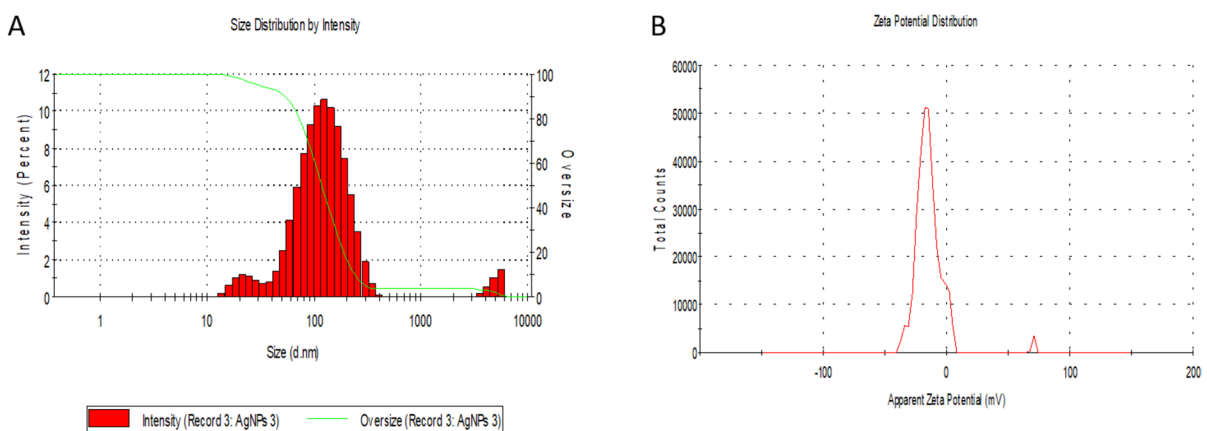 A
Size Distribution by Intensity
Intensity (Percent)
12
10
8
6
4
2
0
100
80
60
40
20
0
Oversize
1
10
100
1000
10000
Size (d.nm)
Intensity (Record 3: AgNPs 3)
Oversize (Record 3: AgNPs 3)
B
Zeta Potential Distribution
Total Counts
60000
50000
40000
30000
20000
10000
0
-100
0
100
200
Apparent Zeta Potential (mV)